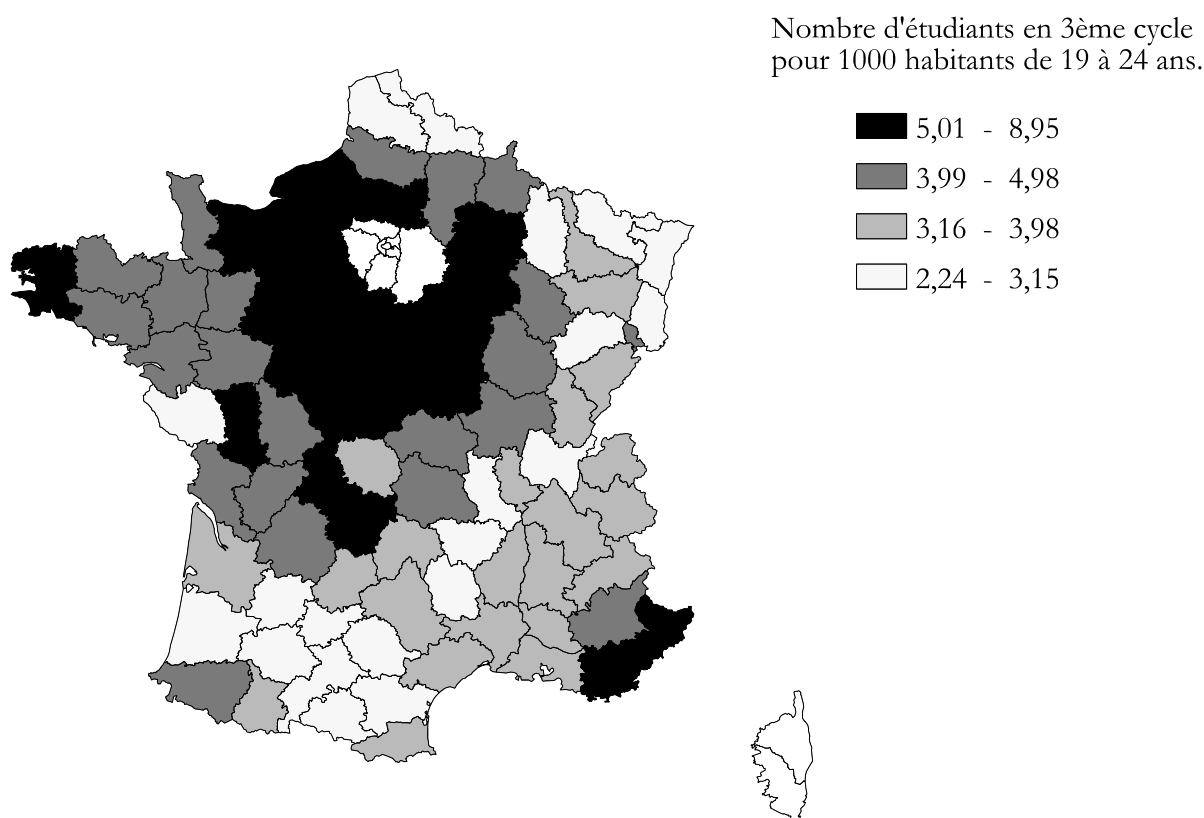 Nombre d'étudiants en 3ème cycle
pour 1000 habitants de 19 à 24 ans.
5,01 - 8,95
3,99 - 4,98
3,16 - 3,98
2,24 - 3,15